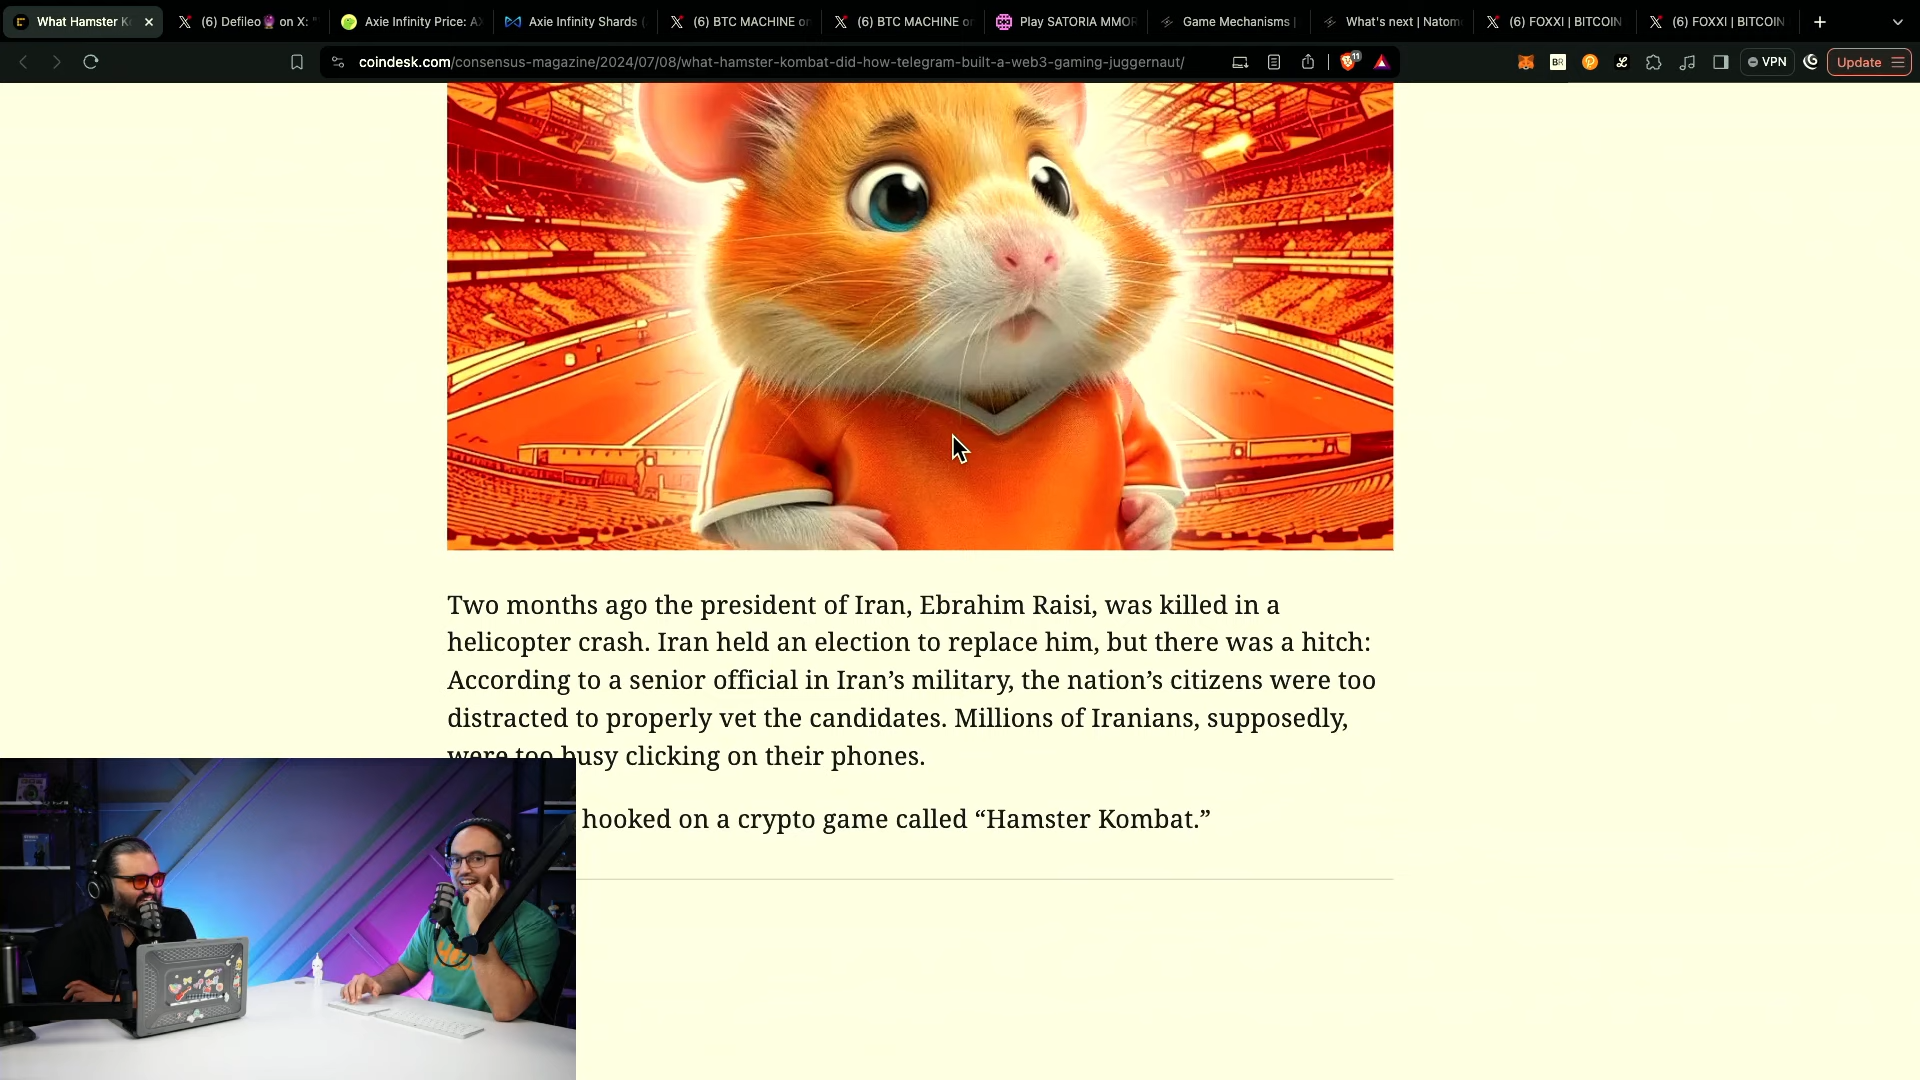 What Hamster K
(6) Defileo🔮 on X: "
Axie Infinity Price: A
Axie Infinity Shards (
(6) BTC MACHINE on
(6) BTC MACHINE on
Play SATORIA MMOR
Game Mechanisms |
What's next | Natom
(6) FOXXI | BITCOIN
(6) FOXXI | BITCOIN
coindesk.com/consensus-magazine/2024/07/08/what-hamster-kombat-did-how-telegram-built-a-web3-gaming-juggernaut/
11
BR
VPN
Update
Two months ago the president of Iran, Ebrahim Raisi, was killed in a
helicopter crash. Iran held an election to replace him, but there was a hitch:
According to a senior official in Iran’s military, the nation’s citizens were too
distracted to properly vet the candidates. Millions of Iranians, supposedly,
were too busy clicking on their phones.
hooked on a crypto game called “Hamster Kombat.”